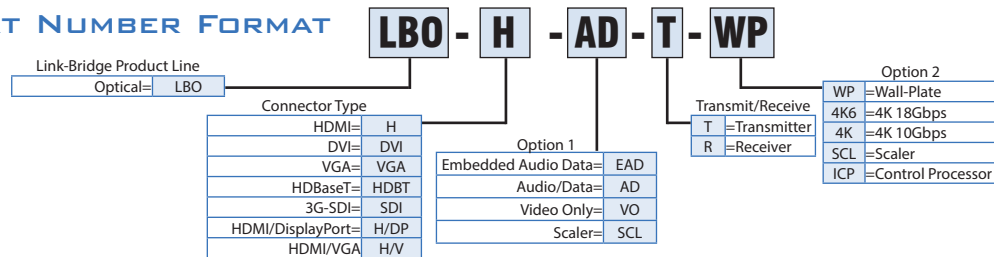 T NUMBER FORMAT
LBO - H - AD - T - WP
Link-Bridge Product Line
Optical= LBO
Connector Type
HDMI= H
DVI= DVI
VGA= VGA
HDBaseT= HDBT
3G-SDI= SDI
HDMI/DisplayPort= H/DP
HDMI/VGA H/V
Option 1
Embedded Audio Data= EAD
Audio/Data= AD
Video Only= VO
Scaler= SCL
Transmit/Receive
T =Transmitter
R =Receiver
Option 2
WP =Wall-Plate
4K6 =4K 18Gbps
4K =4K 10Gbps
SCL =Scaler
ICP =Control Processor